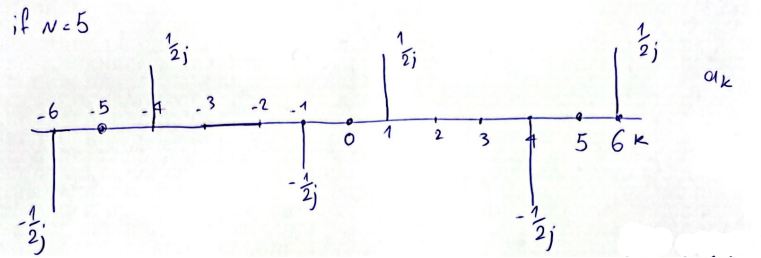 if N=5
1/2j 1/2j 1/2j
a_k
-6 -5 -4 -3 -2 -1
0 1 2 3 4 5 6 k
-1/2j -1/2j -1/2j